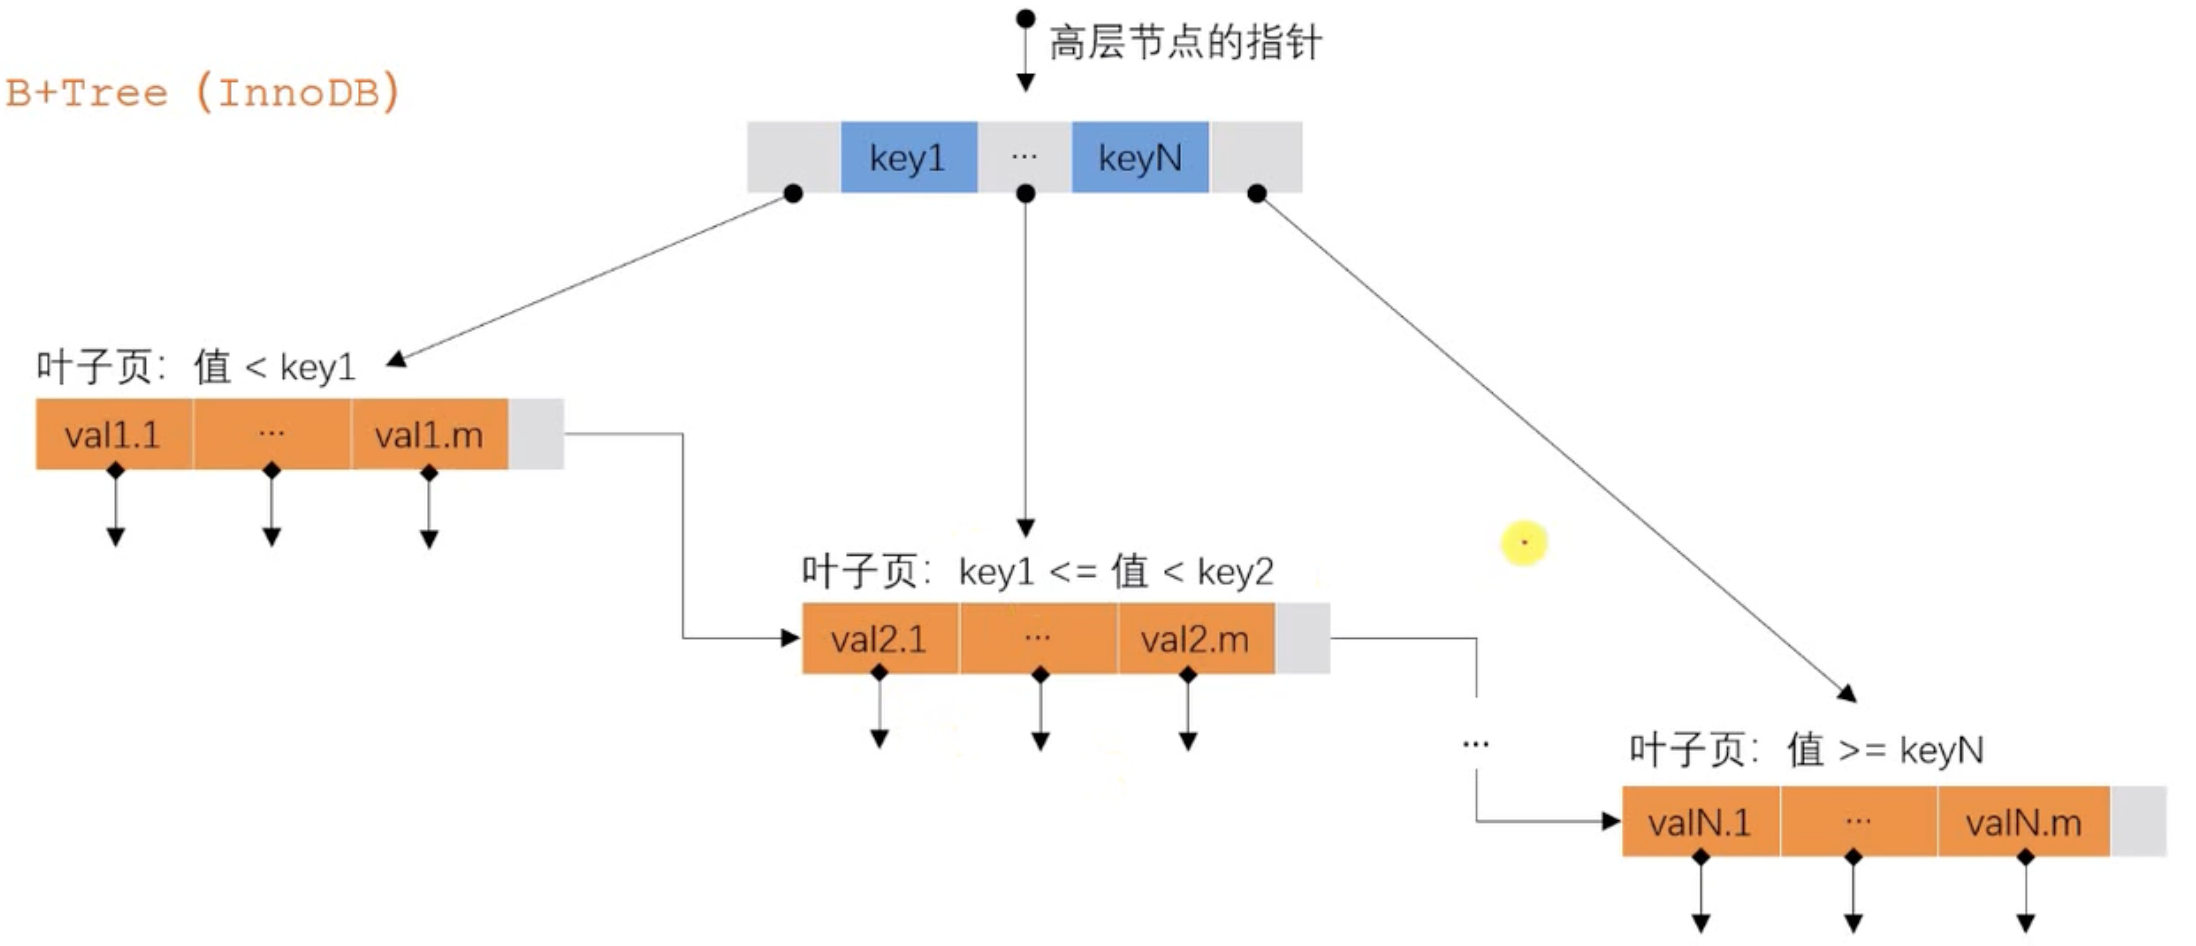 高层节点的指针
B+Tree (InnoDB)
key1 ... keyN
叶子页：值 < key1
val1.1 ... val1.m
叶子页：key1 <= 值 < key2
val2.1 ... val2.m
...
叶子页：值 >= keyN
valN.1 ... valN.m